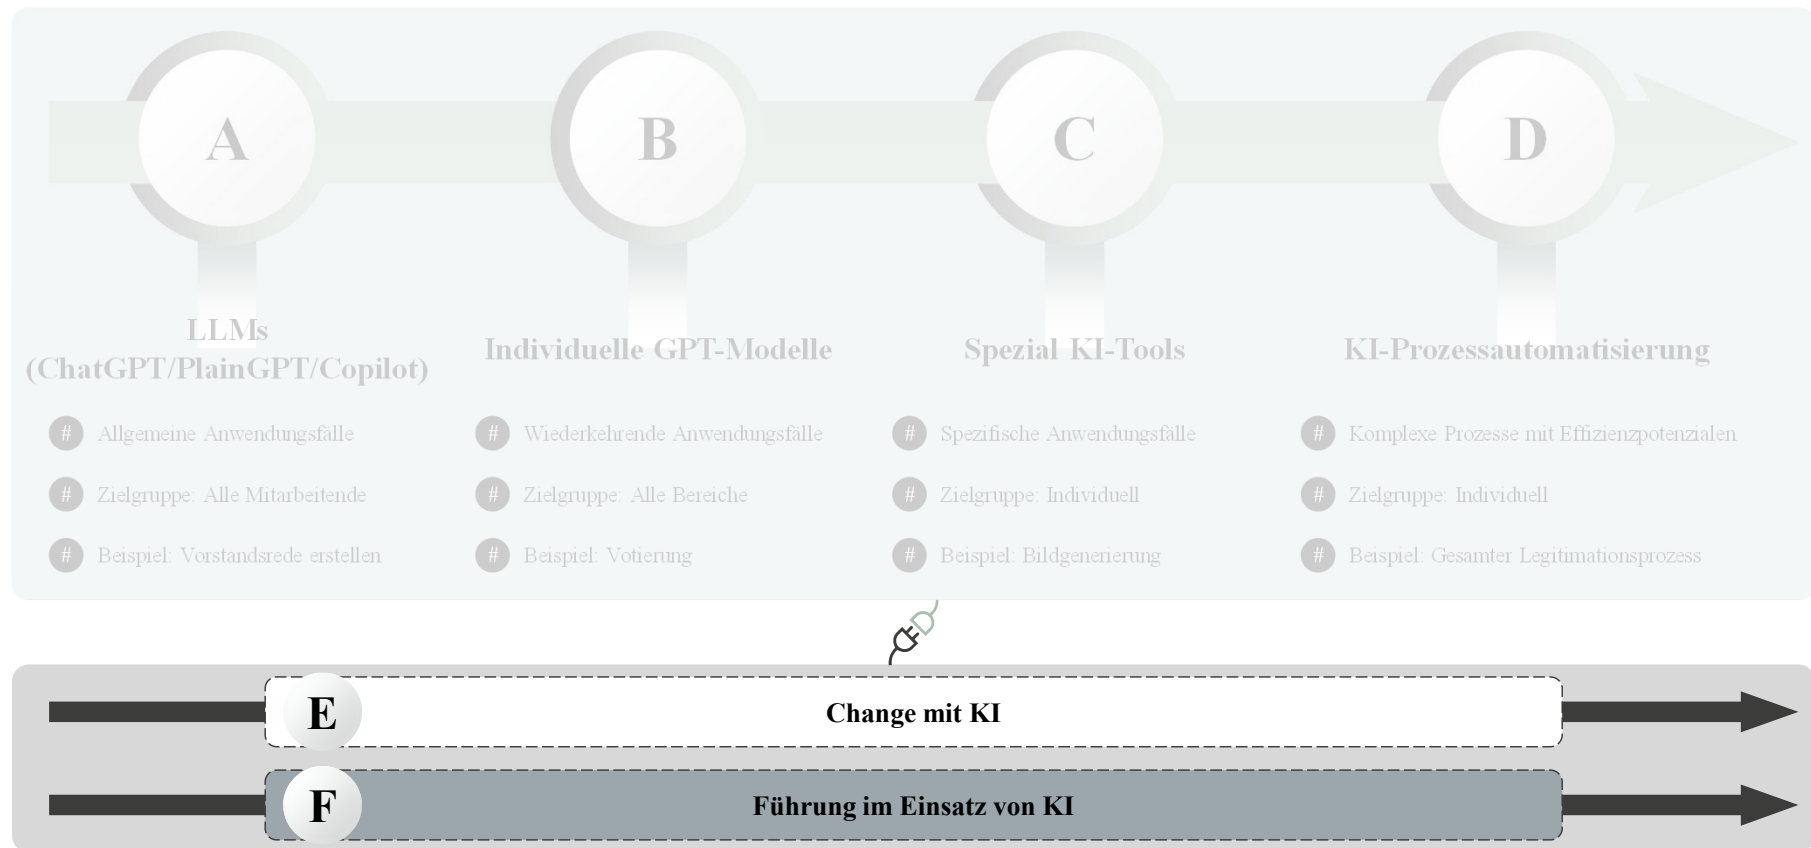 A
B
C
D
LLMs
(ChatGPT/PlainGPT/Copilot)
Individuelle GPT-Modelle
Spezial KI-Tools
KI-Prozessautomatisierung
# Allgemeine Anwendungsfälle
# Zielgruppe: Alle Mitarbeitende
# Beispiel: Vorstandsrede erstellen
# Wiederkehrende Anwendungsfälle
# Zielgruppe: Alle Bereiche
# Beispiel: Votierung
# Spezifische Anwendungsfälle
# Zielgruppe: Individuell
# Beispiel: Bildgenerierung
# Komplexe Prozesse mit Effizienzpotenzialen
# Zielgruppe: Individuell
# Beispiel: Gesamter Legitimationsprozess
E Change mit KI
F Führung im Einsatz von KI